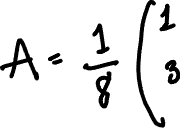 A = 1/8 ( 1
3